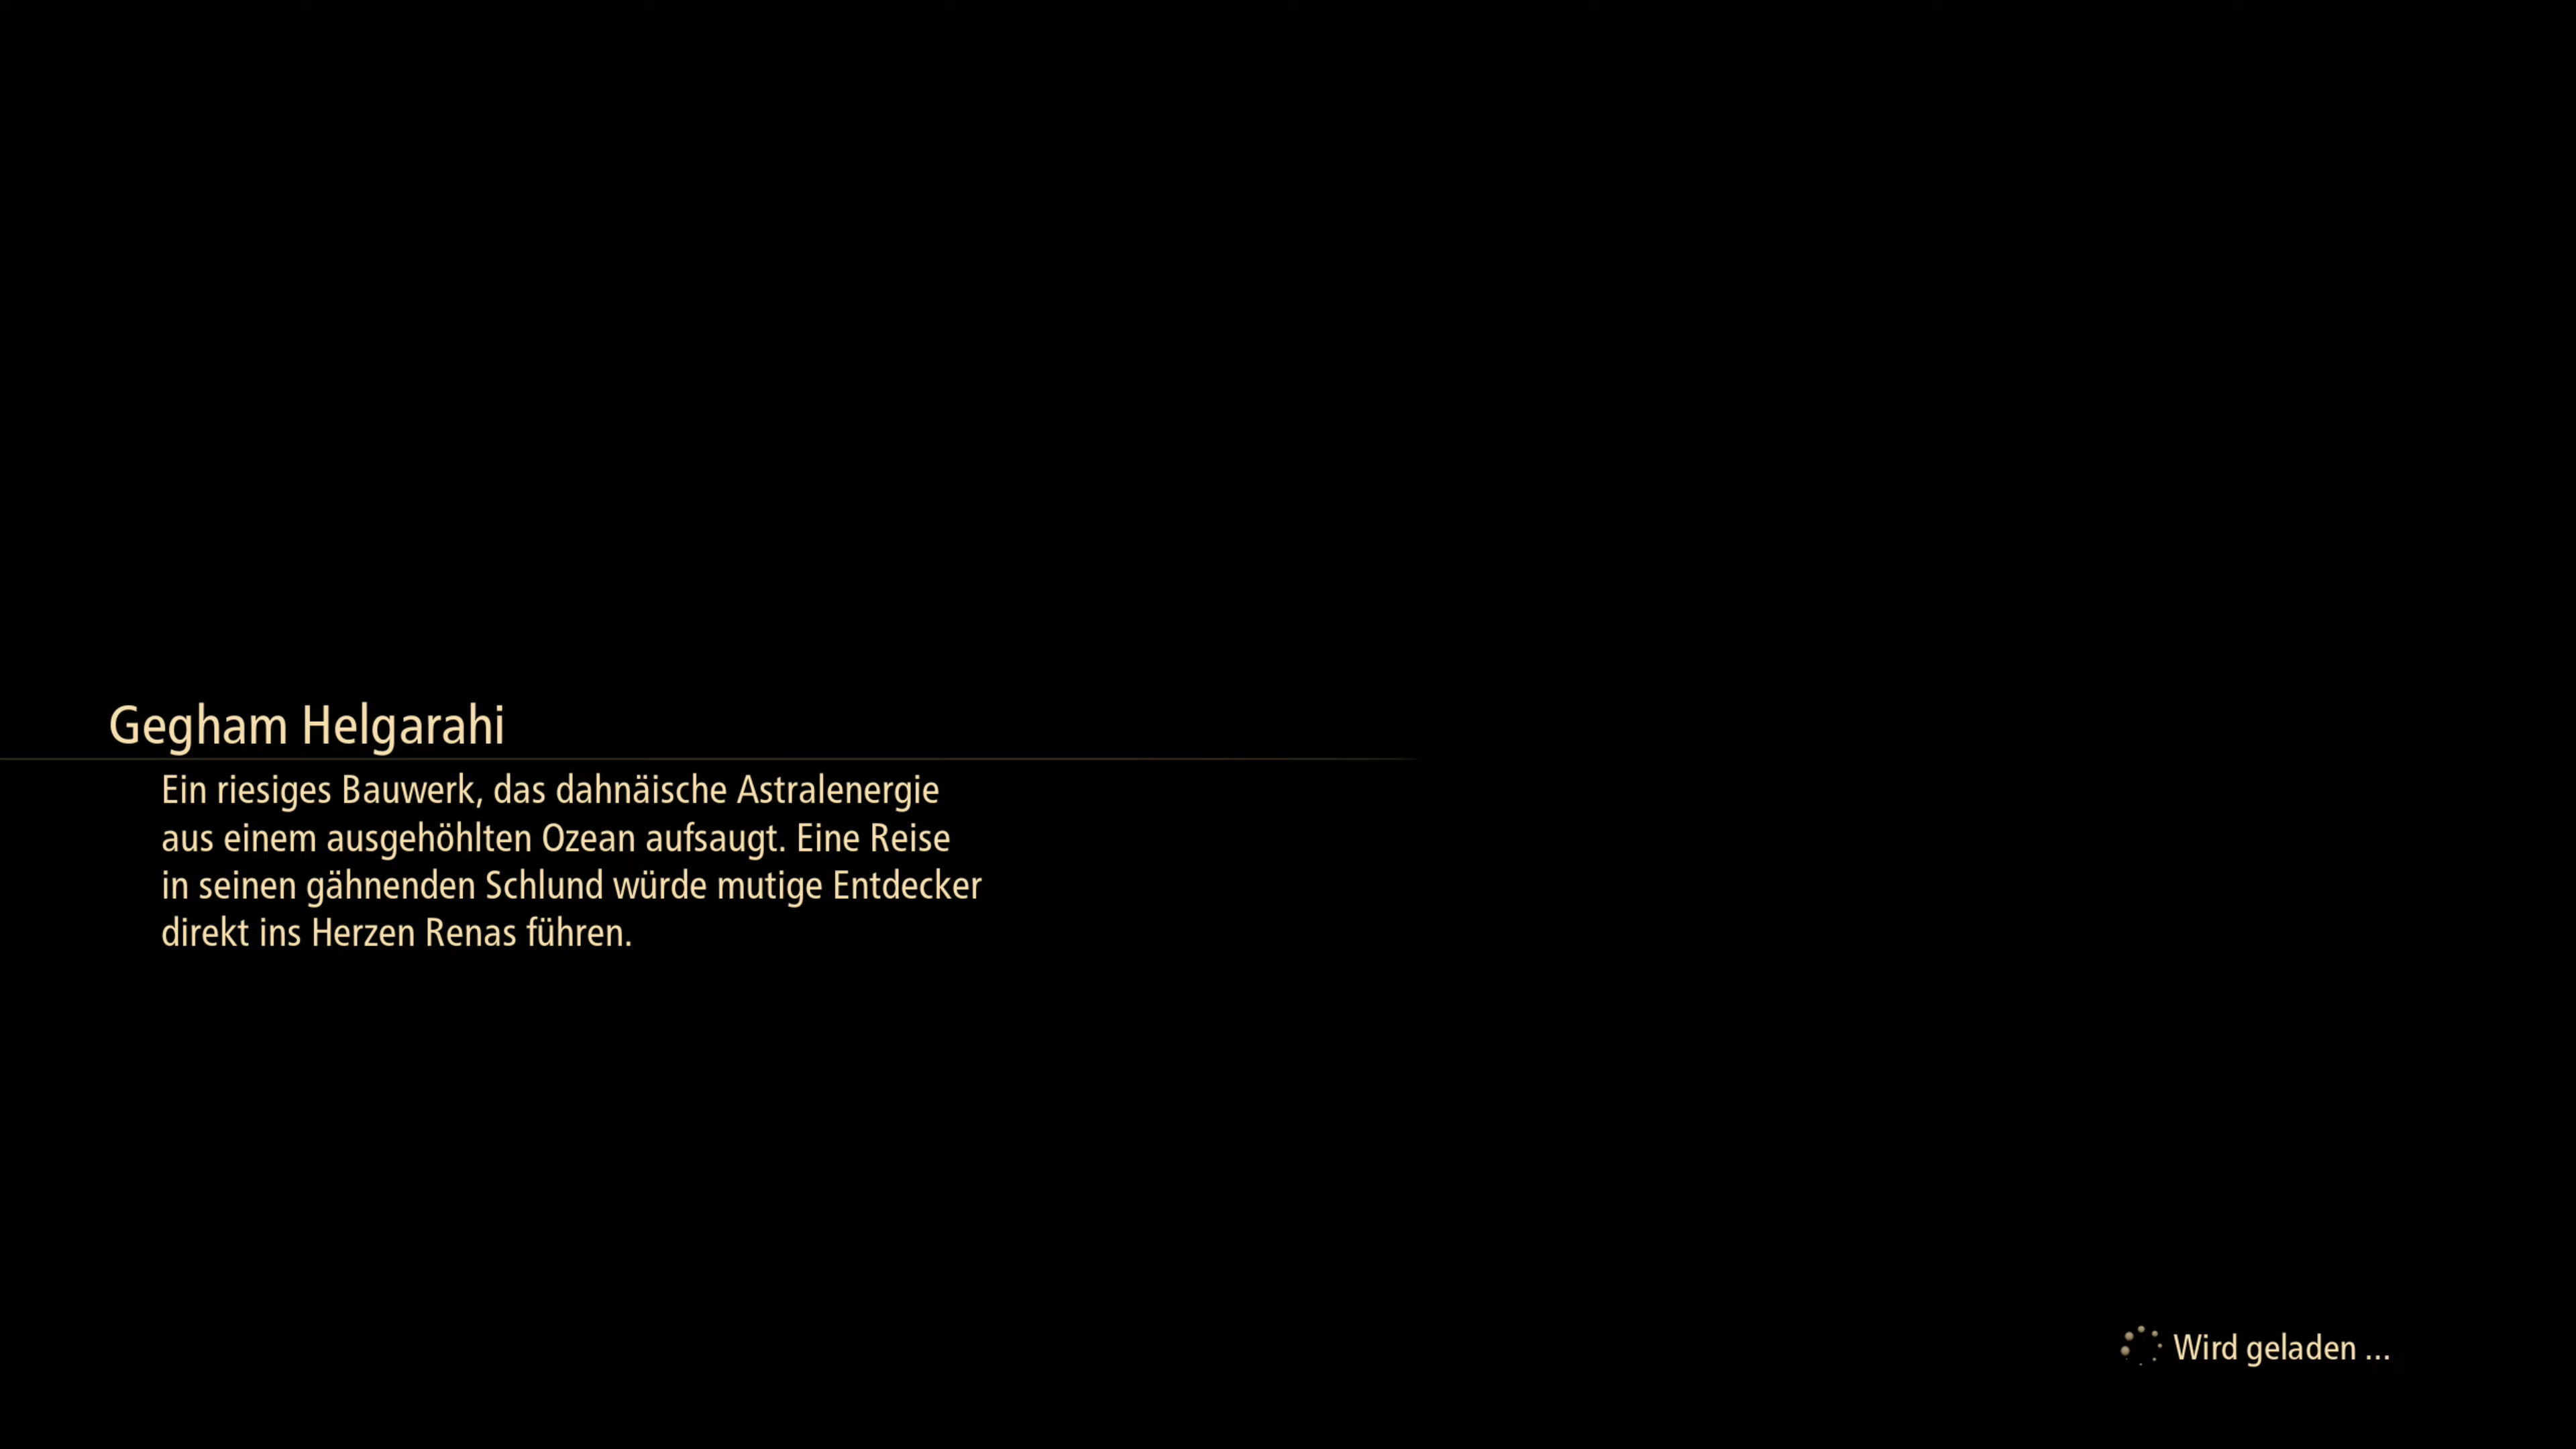 Gegham Helgarahi
Ein riesiges Bauwerk, das dahnäische Astralenergie
aus einem ausgehöhlten Ozean aufsaugt. Eine Reise
in seinen gähnenden Schlund würde mutige Entdecker
direkt ins Herzen Renas führen.
Wird geladen ...